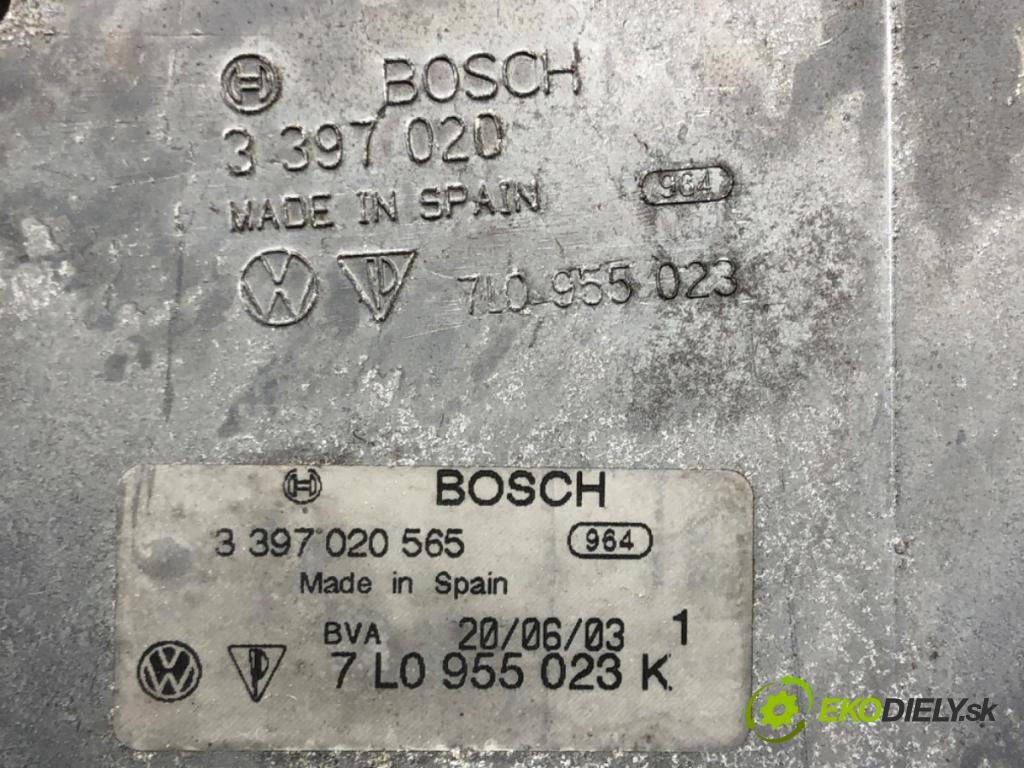 BOSCH
3 397 020
MADE IN SPAIN 964
7L0 955 023
BOSCH
3 397 020 565 964
Made in Spain
BVA 20/06/03 1
7 L0 955 023 K
EKODIELY.sk